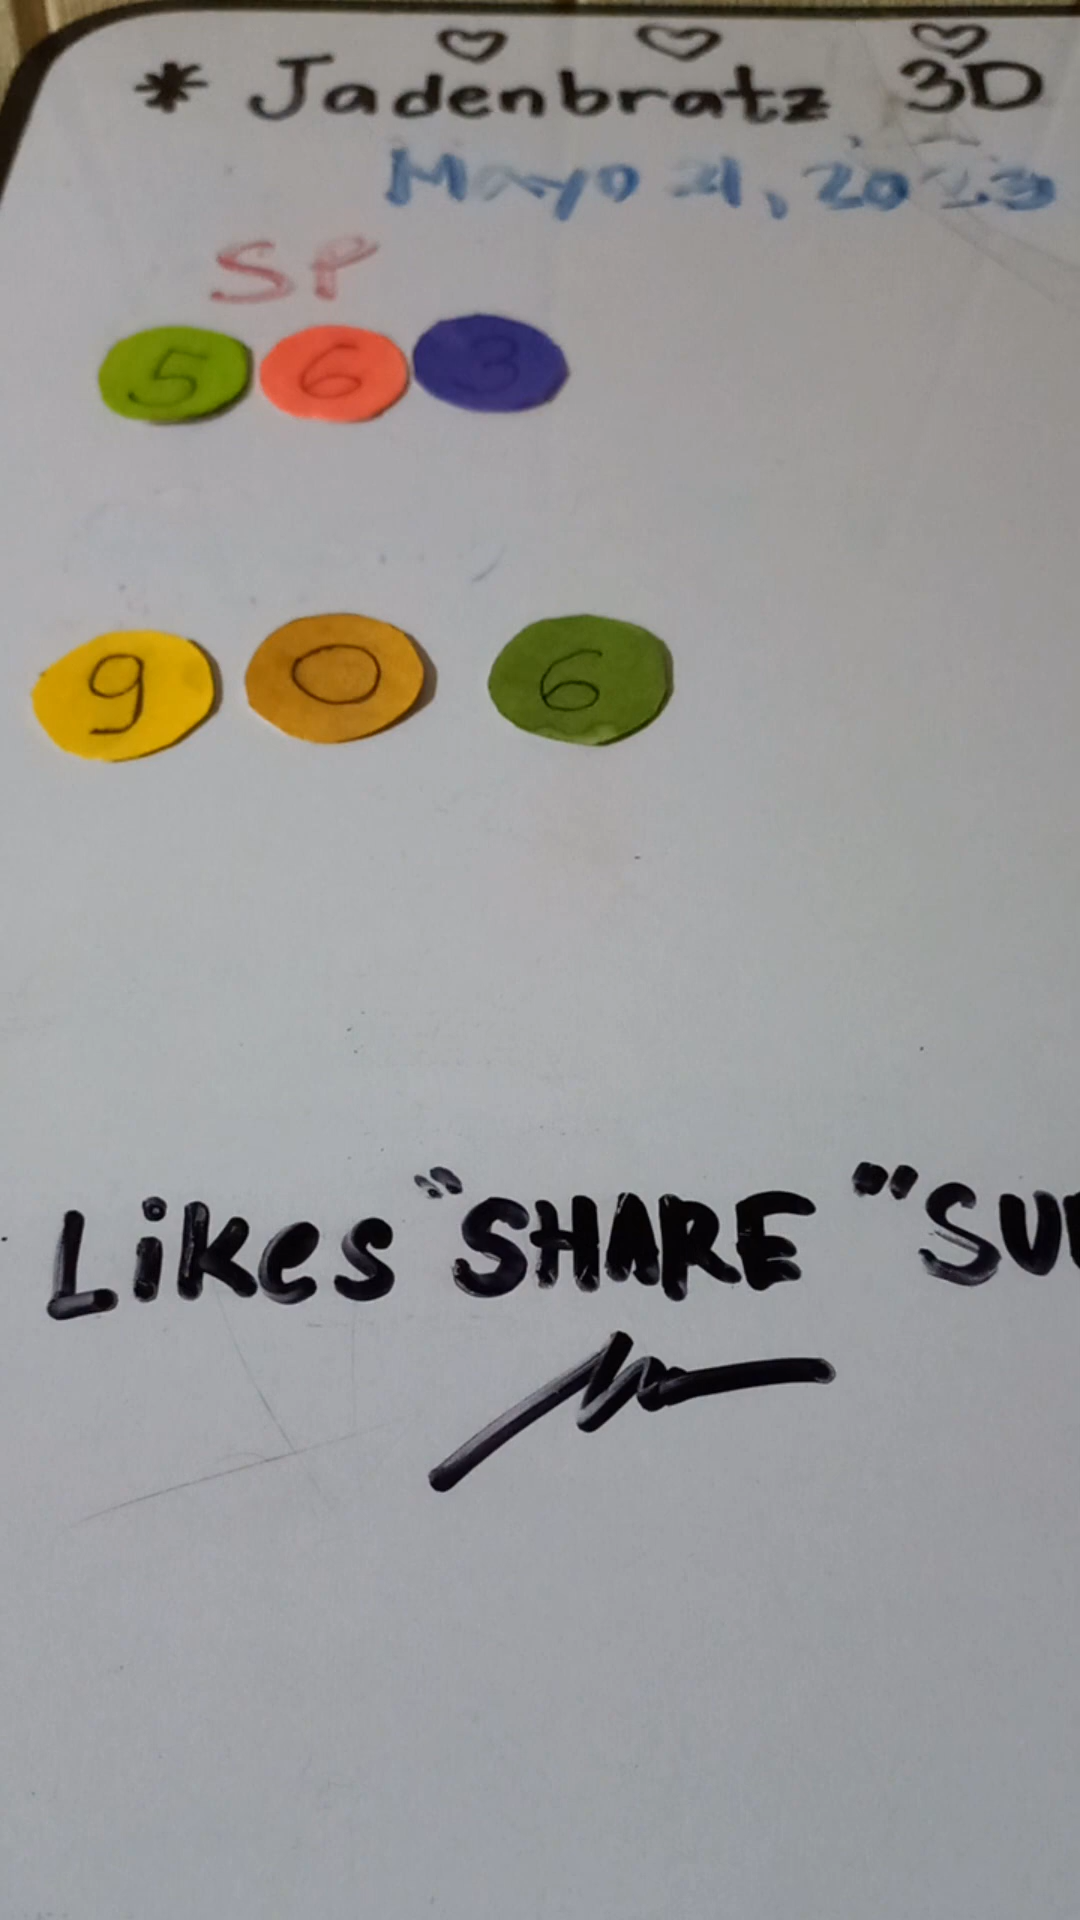 * Jadenbratz 3D
Mayo 21, 2023
SP
5 6 3
9 0 6
Likes "SHARE "SU